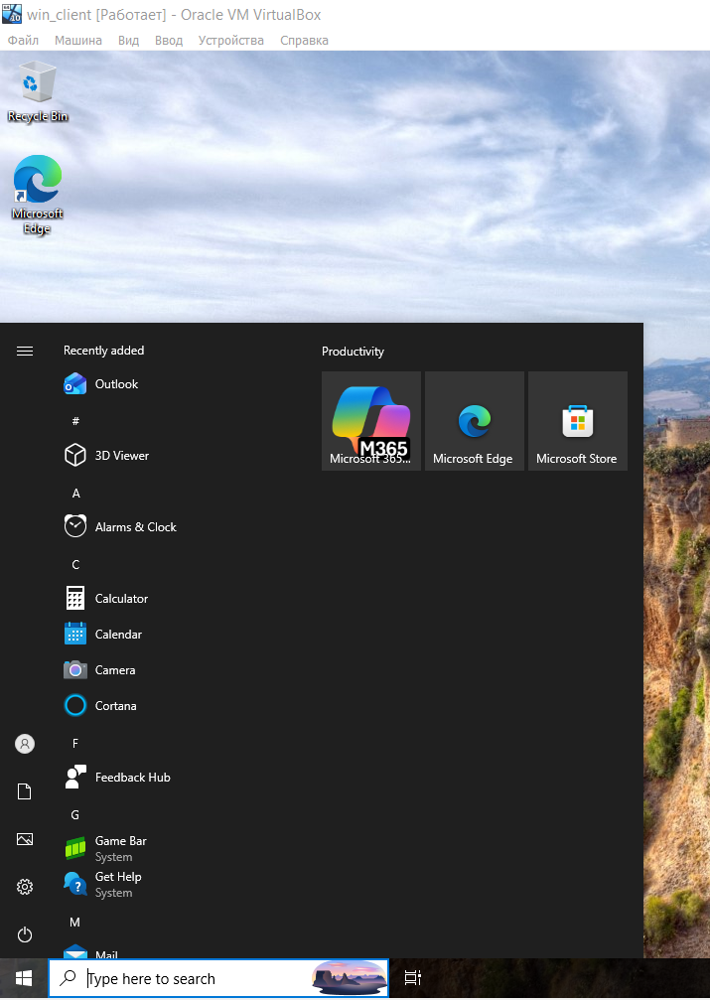 win_client [Работает] - Oracle VM VirtualBox
Файл Машина Вид Ввод Устройства Справка
Recycle Bin
Microsoft
Edge
Recently added
Outlook
#
3D Viewer
A
Alarms & Clock
C
Calculator
Calendar
Camera
Cortana
F
Feedback Hub
G
Game Bar
System
Get Help
System
M
Mail
Productivity
M365
Microsoft 365...
Microsoft Edge
Microsoft Store
Type here to search